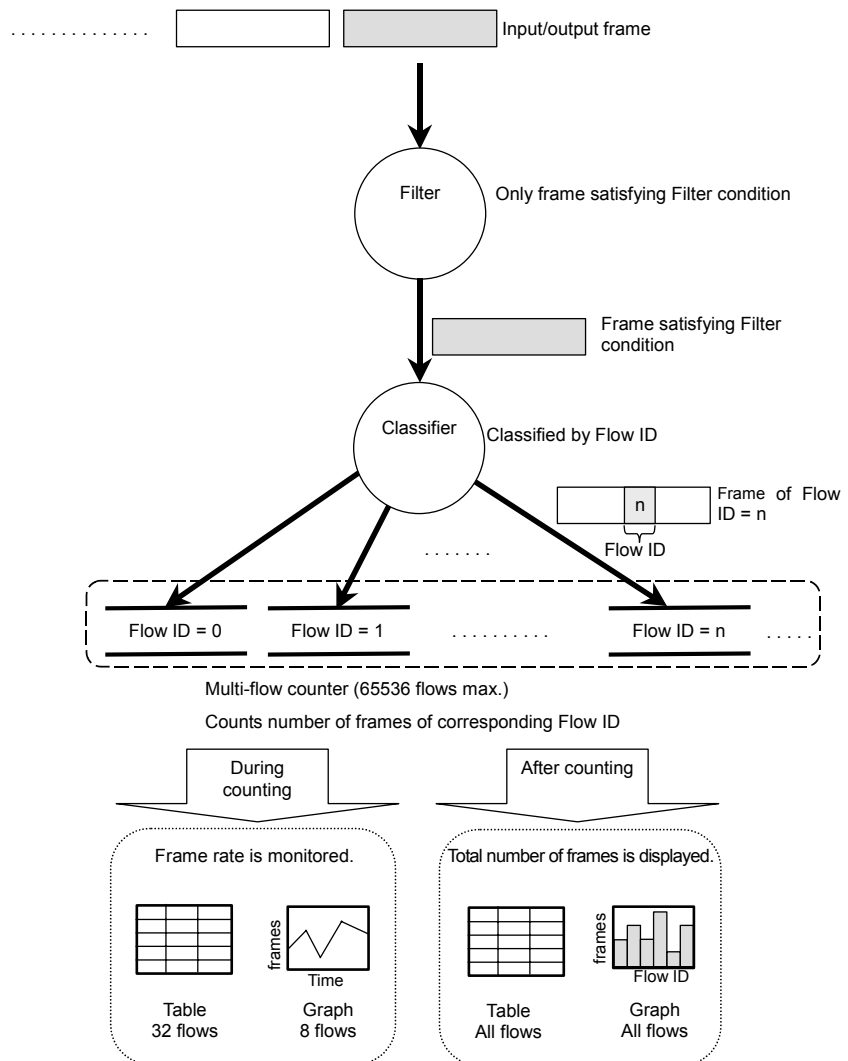 . . . . . . . . . . . . . .
Input/output frame
Filter
Only frame satisfying Filter condition
Frame satisfying Filter
condition
Classifier
Classified by Flow ID
n
Frame of Flow
ID = n
Flow ID
. . . . . . .
Flow ID = 0
Flow ID = 1
. . . . . . . . . .
Flow ID = n
. . . . .
Multi-flow counter (65536 flows max.)
Counts number of frames of corresponding Flow ID
During
counting
After counting
Frame rate is monitored.
frames
Time
Table
32 flows
Graph
8 flows
Total number of frames is displayed.
frames
Flow ID
Table
All flows
Graph
All flows